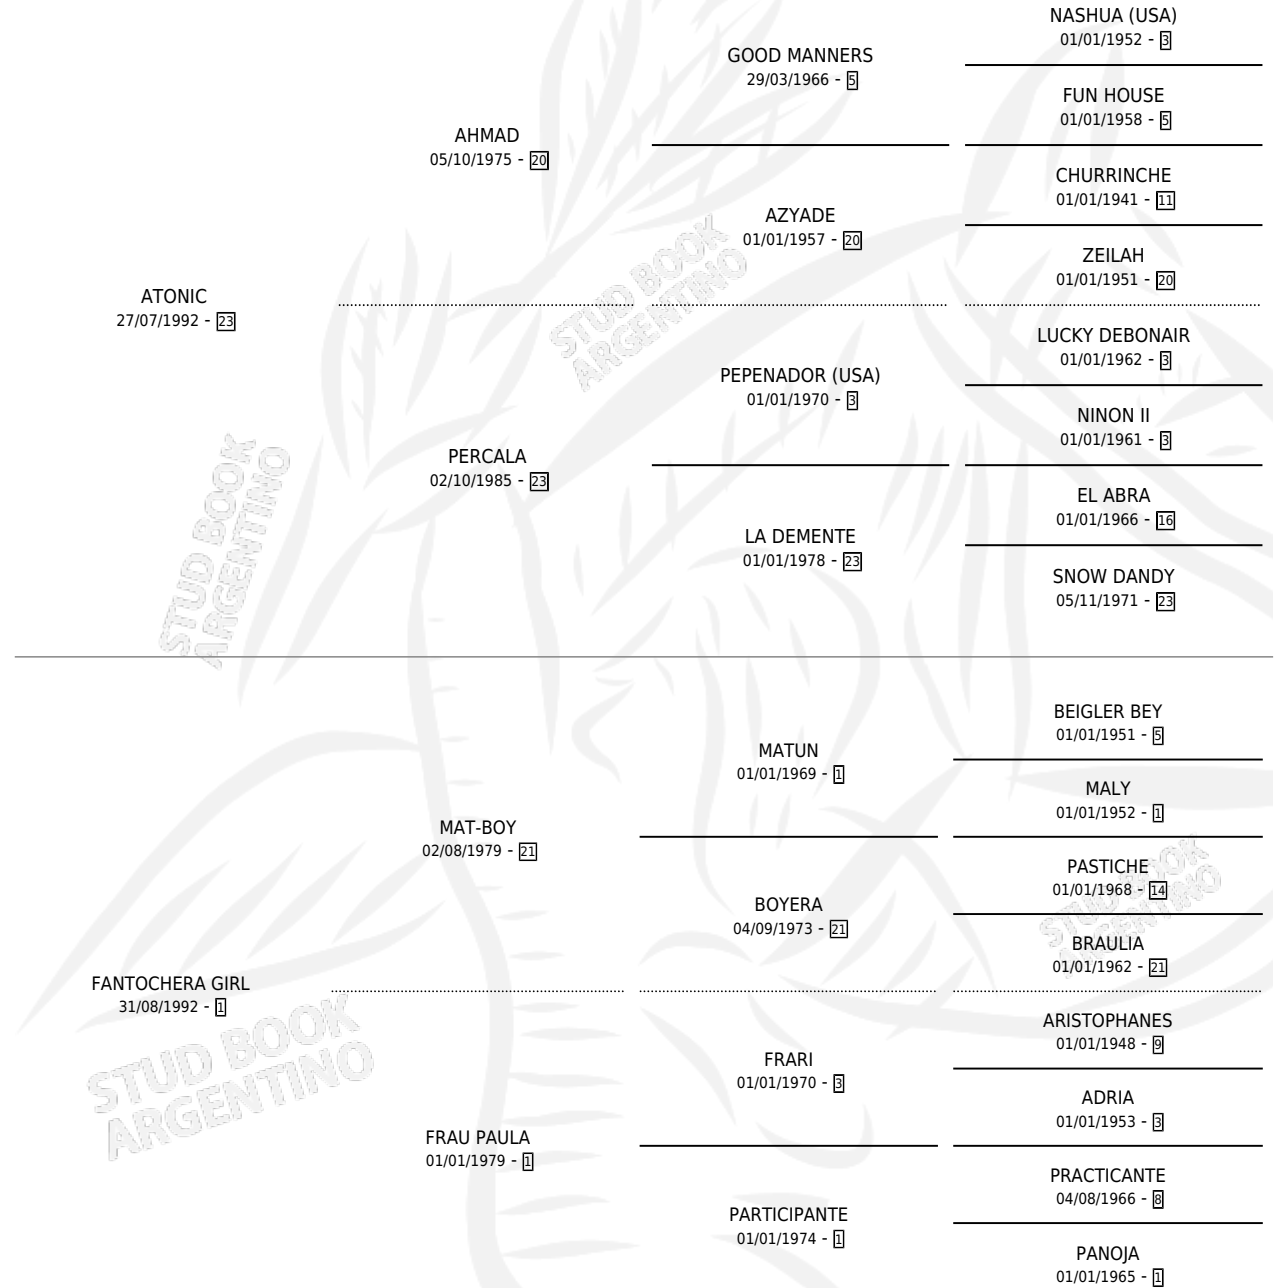 NASHUA (USA)
01/01/1952 - 3
GOOD MANNERS
29/03/1966 - 5
FUN HOUSE
01/01/1958 - 5
AHMAD
05/10/1975 - 20
CHURRINCHE
01/01/1941 - 11
AZYADE
01/01/1957 - 20
ZEILAH
01/01/1951 - 20
ATONIC
27/07/1992 - 23
STUD BOOK
ARGENTINO
LUCKY DEBONAIR
01/01/1962 - 3
PEPENADOR (USA)
01/01/1970 - 3
NINON II
01/01/1961 - 3
PERCALA
02/10/1985 - 23
EL ABRA
01/01/1966 - 16
LA DEMENTE
01/01/1978 - 23
SNOW DANDY
05/11/1971 - 23
STUD BOOK
ARGENTINO
BEIGLER BEY
01/01/1951 - 5
MATUN
01/01/1969 - 1
MALY
01/01/1952 - 1
MAT-BOY
02/08/1979 - 21
PASTICHE
01/01/1968 - 14
BOYERA
04/09/1973 - 21
BRAULIA
01/01/1962 - 21
STUD BOOK
ARGENTINO
FANTOCHERA GIRL
31/08/1992 - 1
ARISTOPHANES
01/01/1948 - 9
FRARI
01/01/1970 - 3
ADRIA
01/01/1953 - 3
STUD BOOK
ARGENTINO
FRAU PAULA
01/01/1979 - 1
PRACTICANTE
04/08/1966 - 8
PARTICIPANTE
01/01/1974 - 1
PANOJA
01/01/1965 - 1